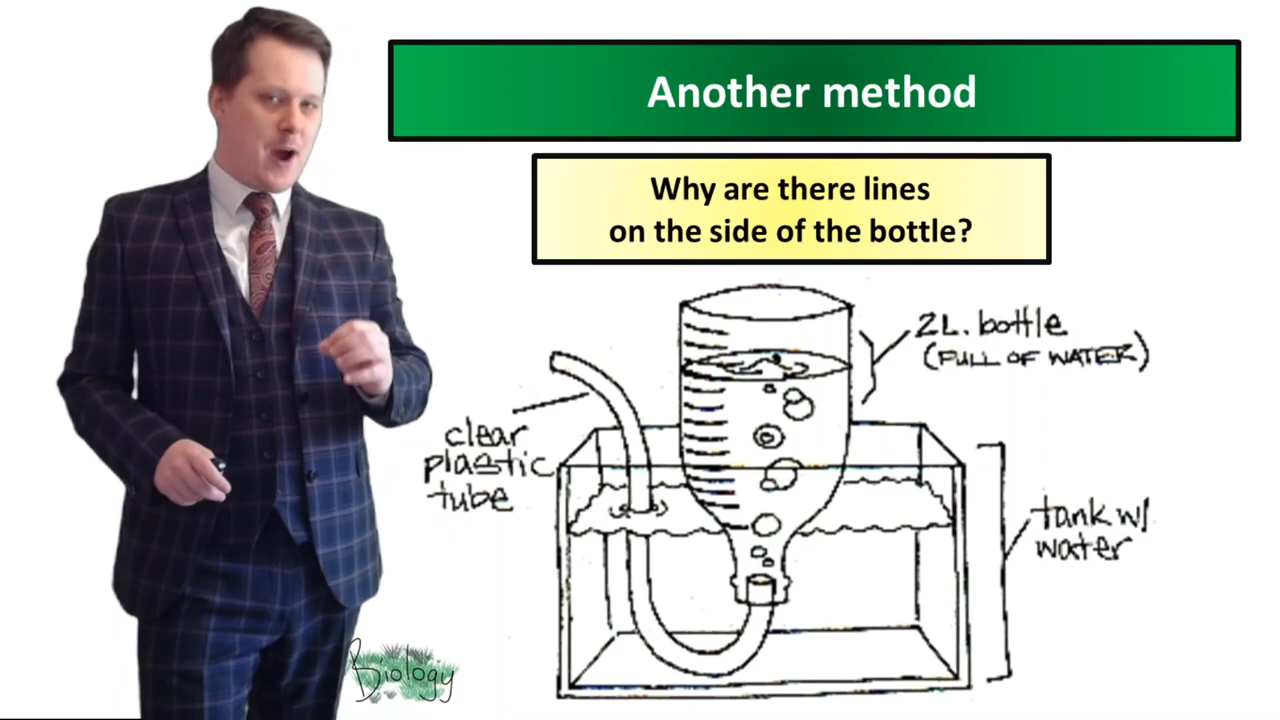 Another method
Why are there lines
on the side of the bottle?
2L. bottle
(FULL OF WATER)
clear
plastic
tube
tank w/
water
Biology